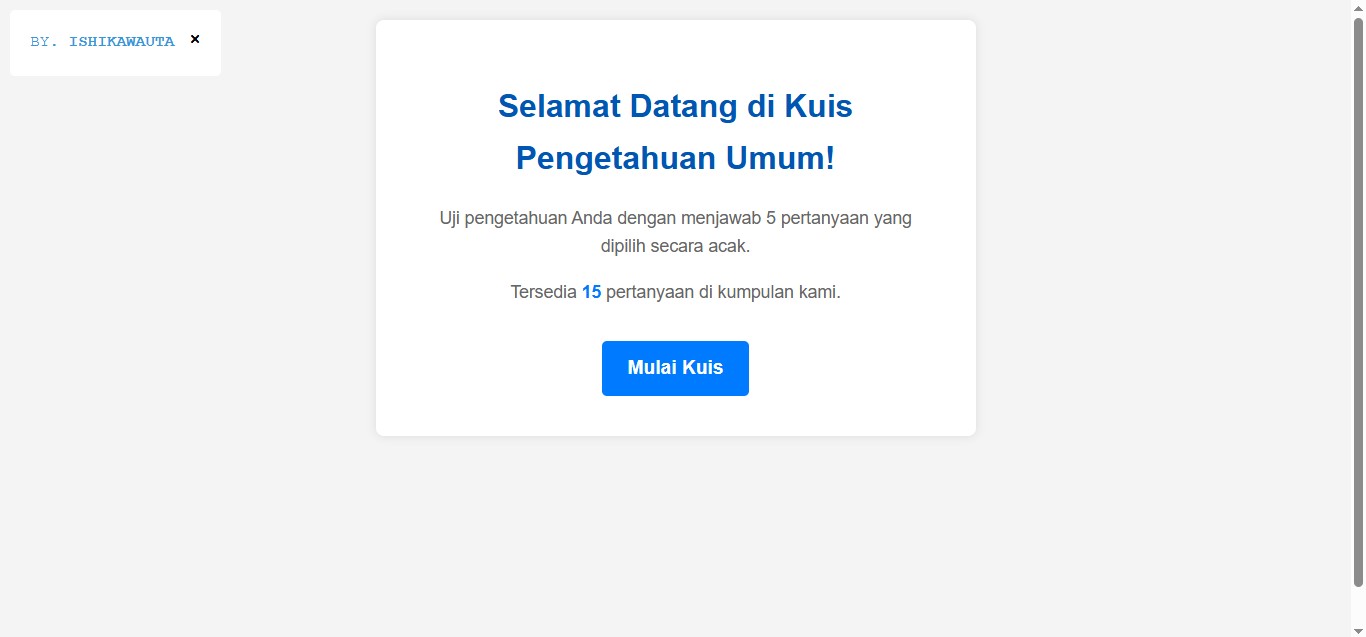 BY. ISHIKAWAUTA ×
Selamat Datang di Kuis
Pengetahuan Umum!
Uji pengetahuan Anda dengan menjawab 5 pertanyaan yang
dipilih secara acak.
Tersedia 15 pertanyaan di kumpulan kami.
Mulai Kuis